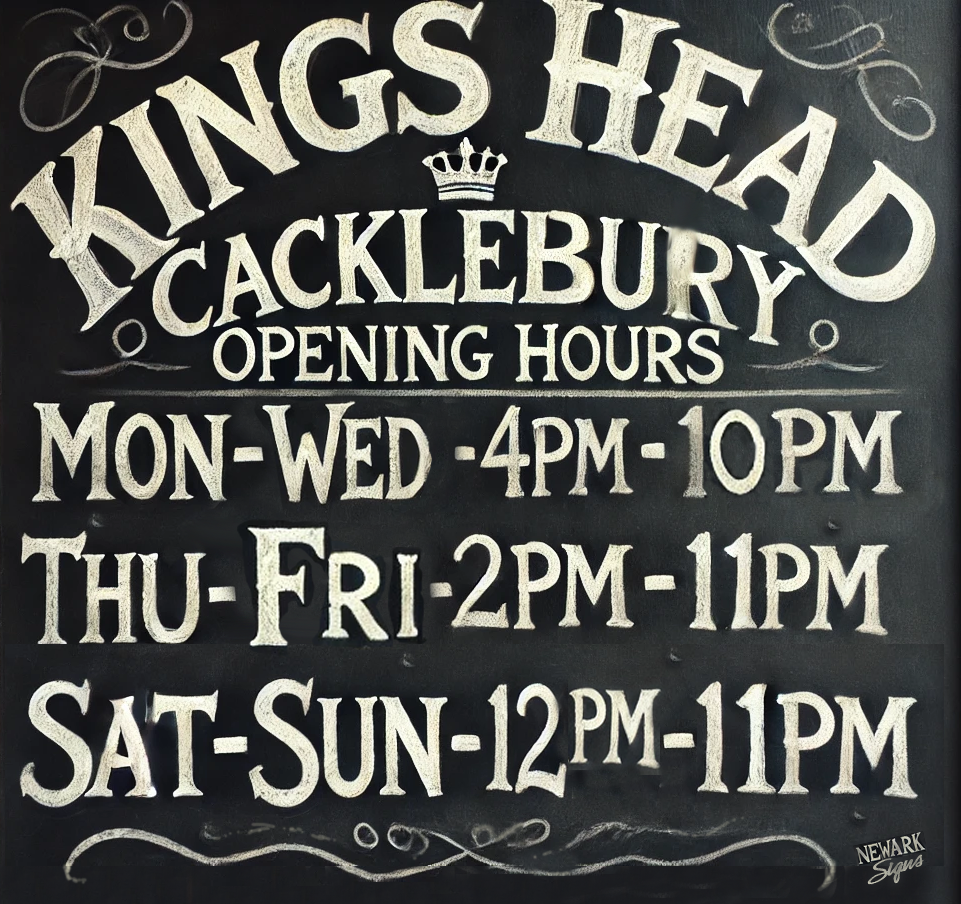 KINGS HEAD
CACKLEBURY
OPENING HOURS
MON-WED -4PM - 10PM
THU- FRI -2PM - 11PM
SAT-SUN-12PM-11PM
NEWARK
Signs